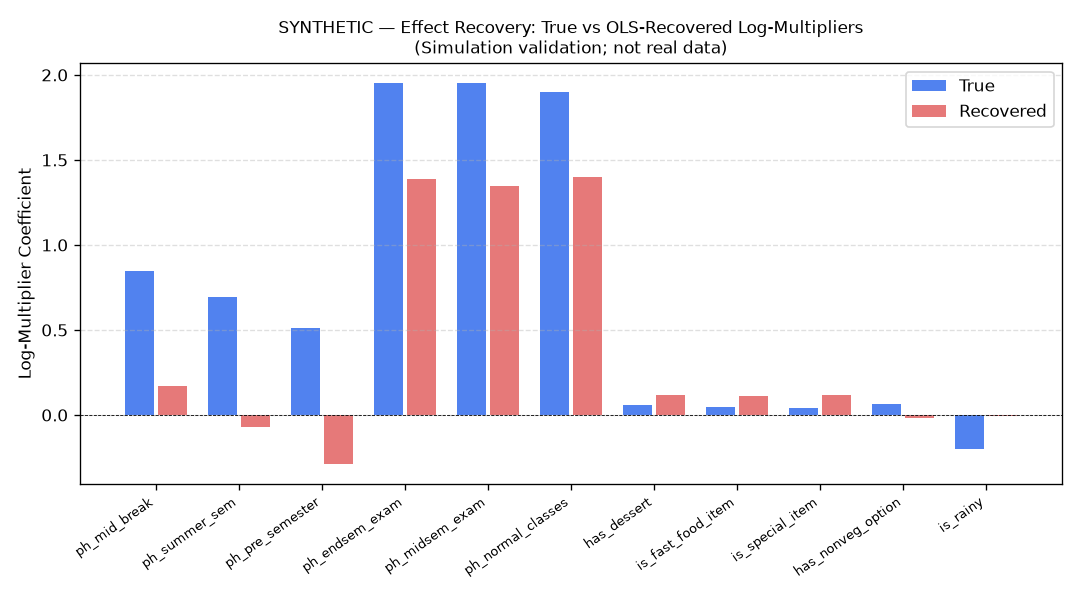 SYNTHETIC — Effect Recovery: True vs OLS-Recovered Log-Multipliers
(Simulation validation; not real data)
True
Recovered
Log-Multiplier Coefficient
2.0
1.5
1.0
0.5
0.0
ph_mid_break
ph_summer_sem
ph_pre_semester
ph_endsem_exam
ph_midsem_exam
ph_normal_classes
has_dessert
is_fast_food_item
is_special_item
has_nonveg_option
is_rainy